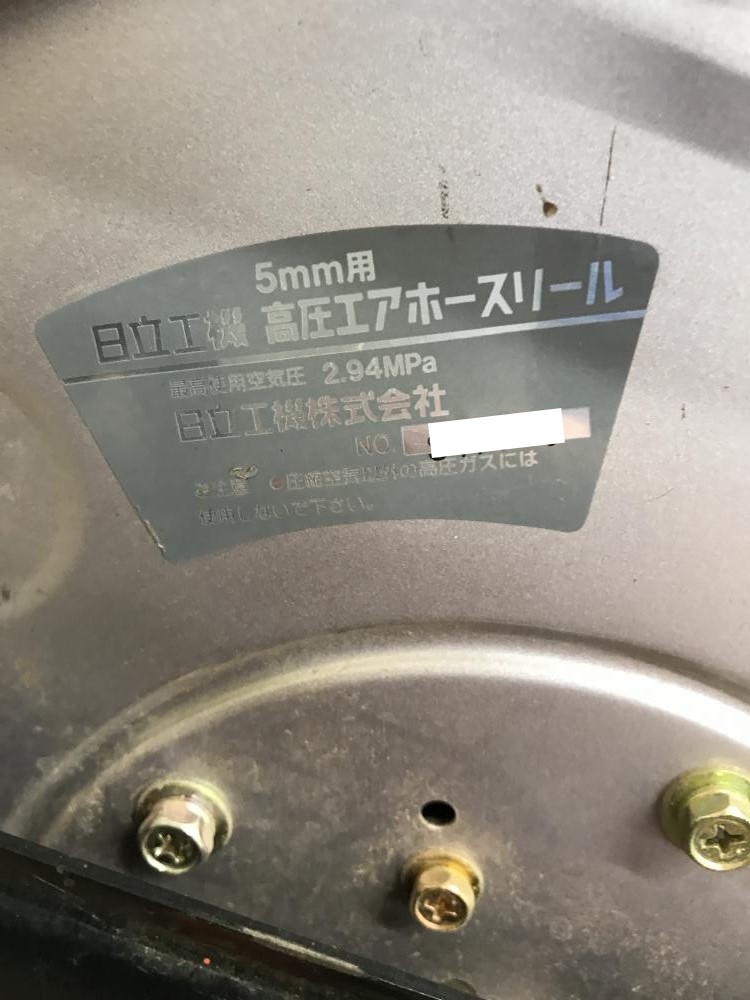 5mm用
日立工機 高圧エアホースリール
最高使用空気圧 2.94MPa
日立工機株式会社
NO.
ご注意 ●圧縮空気以外の高圧ガスには
使用しないで下さい。